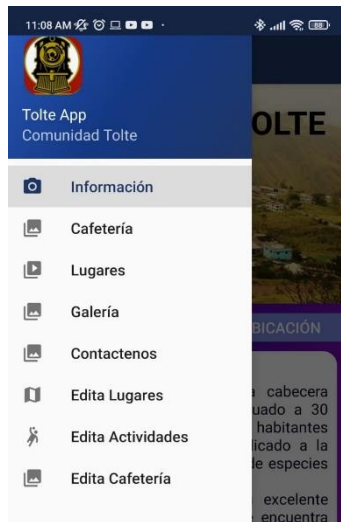 11:08 AM
88
Tolte App
Comunidad Tolte
OLTE
Información
Cafetería
Lugares
Galería
Contactenos
Edita Lugares
Edita Actividades
Edita Cafetería
BICACIÓN
cabecera
uado a 30
habitantes
licado a la
de especies
excelente
encuentra